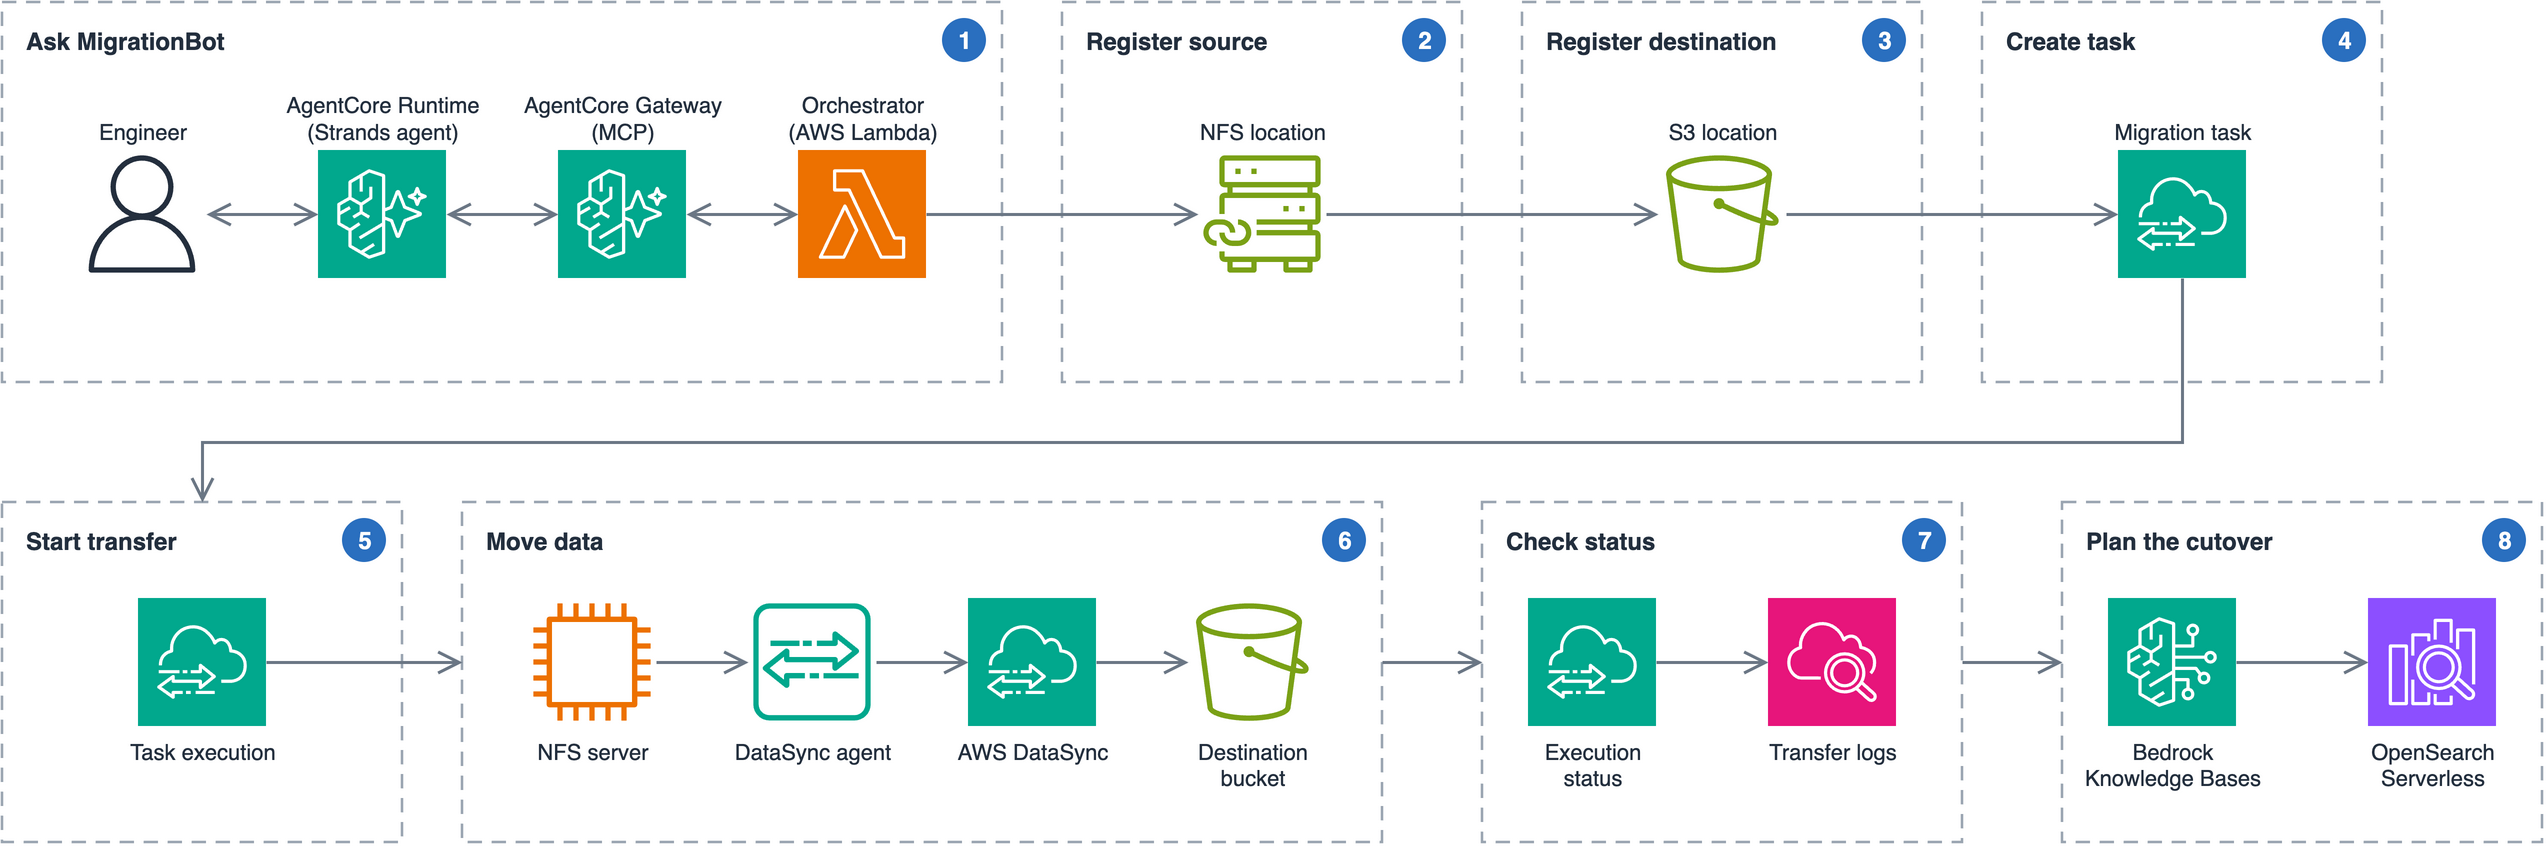 Ask MigrationBot
1
Engineer
AgentCore Runtime
(Strands agent)
AgentCore Gateway
(MCP)
Orchestrator
(AWS Lambda)
Register source
2
NFS location
Register destination
3
S3 location
Create task
4
Migration task
Start transfer
5
Task execution
Move data
6
NFS server
DataSync agent
AWS DataSync
Destination
bucket
Check status
7
Execution
status
Transfer logs
Plan the cutover
8
Bedrock
Knowledge Bases
OpenSearch
Serverless